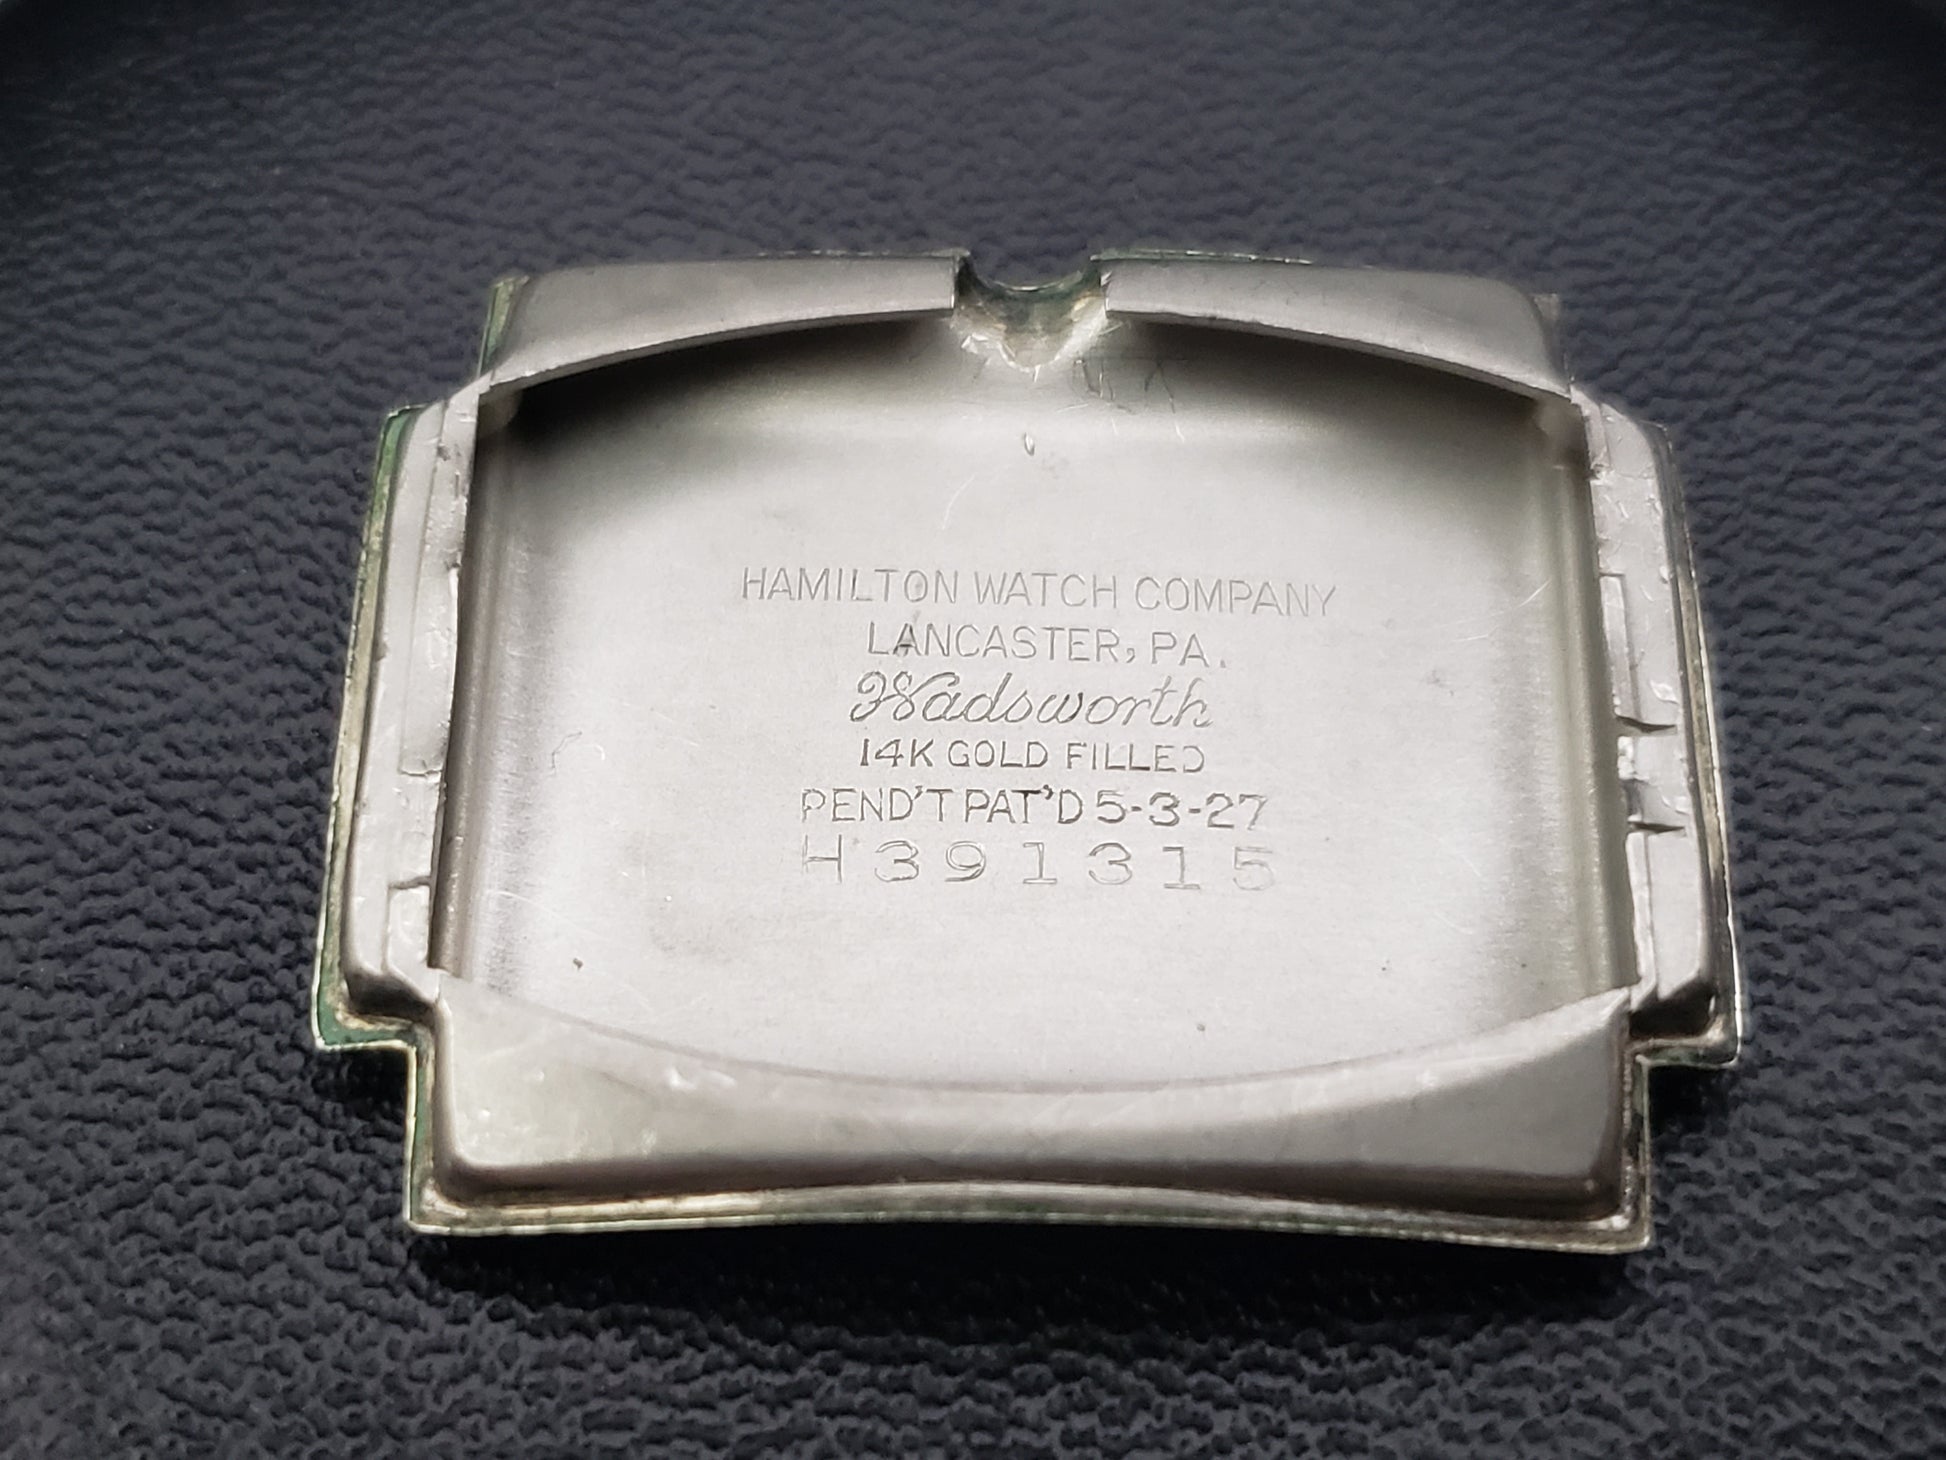 HAMILTON WATCH COMPANY
LANCASTER, PA.
Wadsworth
14K GOLD FILLED
PEND'T PAT'D 5-3-27
H391315